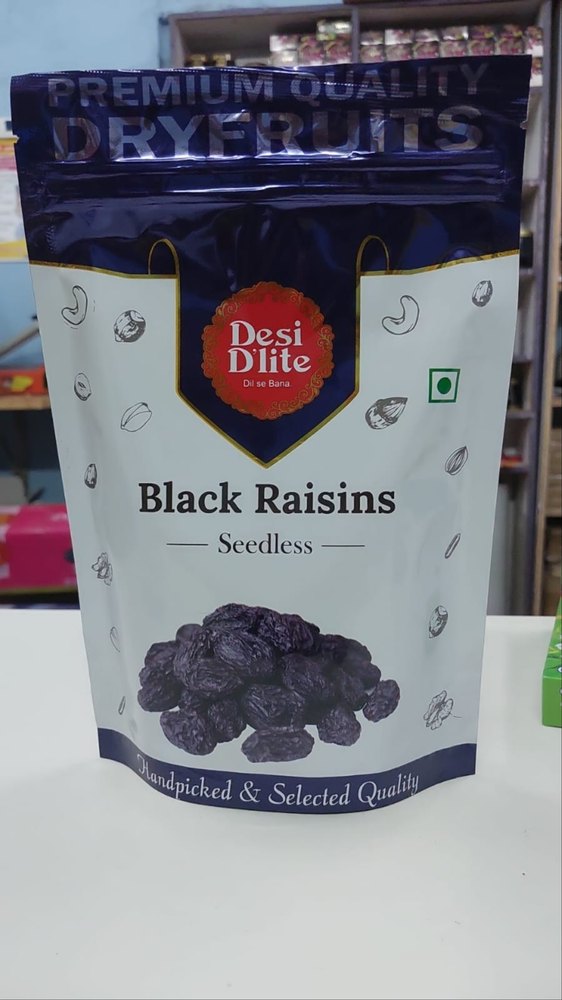 PREMIUM QUALITY
DRYFRUITS
Desi
D'lite
Dil se Bana
Black Raisins
Seedless
Handpicked & Selected Quality